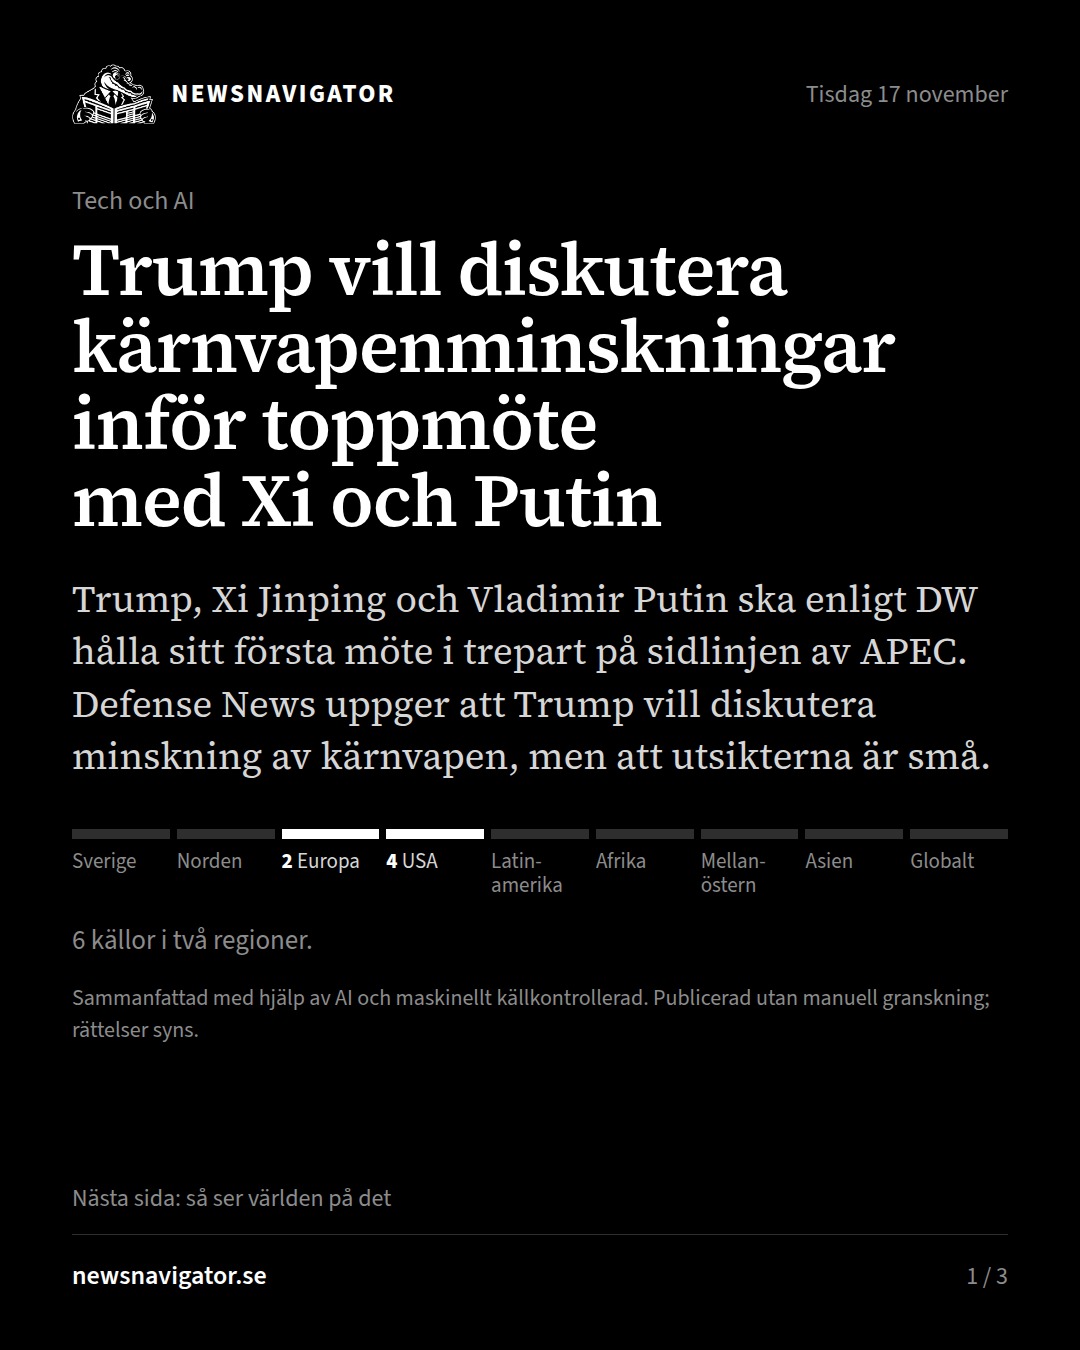 NEWSNAVIGATOR
Tisdag 17 november
Tech och AI
Trump vill diskutera
kärnvapenminskningar
inför toppmöte
med Xi och Putin
Trump, Xi Jinping och Vladimir Putin ska enligt DW
hålla sitt första möte i trepart på sidlinjen av APEC.
Defense News uppger att Trump vill diskutera
minskning av kärnvapen, men att utsikterna är små.
Sverige
Norden
2 Europa
4 USA
Latin-
amerika
Afrika
Mellan-
östern
Asien
Globalt
6 källor i två regioner.
Sammanfattad med hjälp av AI och maskinellt källkontrollerad. Publicerad utan manuell granskning;
rättelser syns.
Nästa sida: så ser världen på det
newsnavigator.se
1 / 3